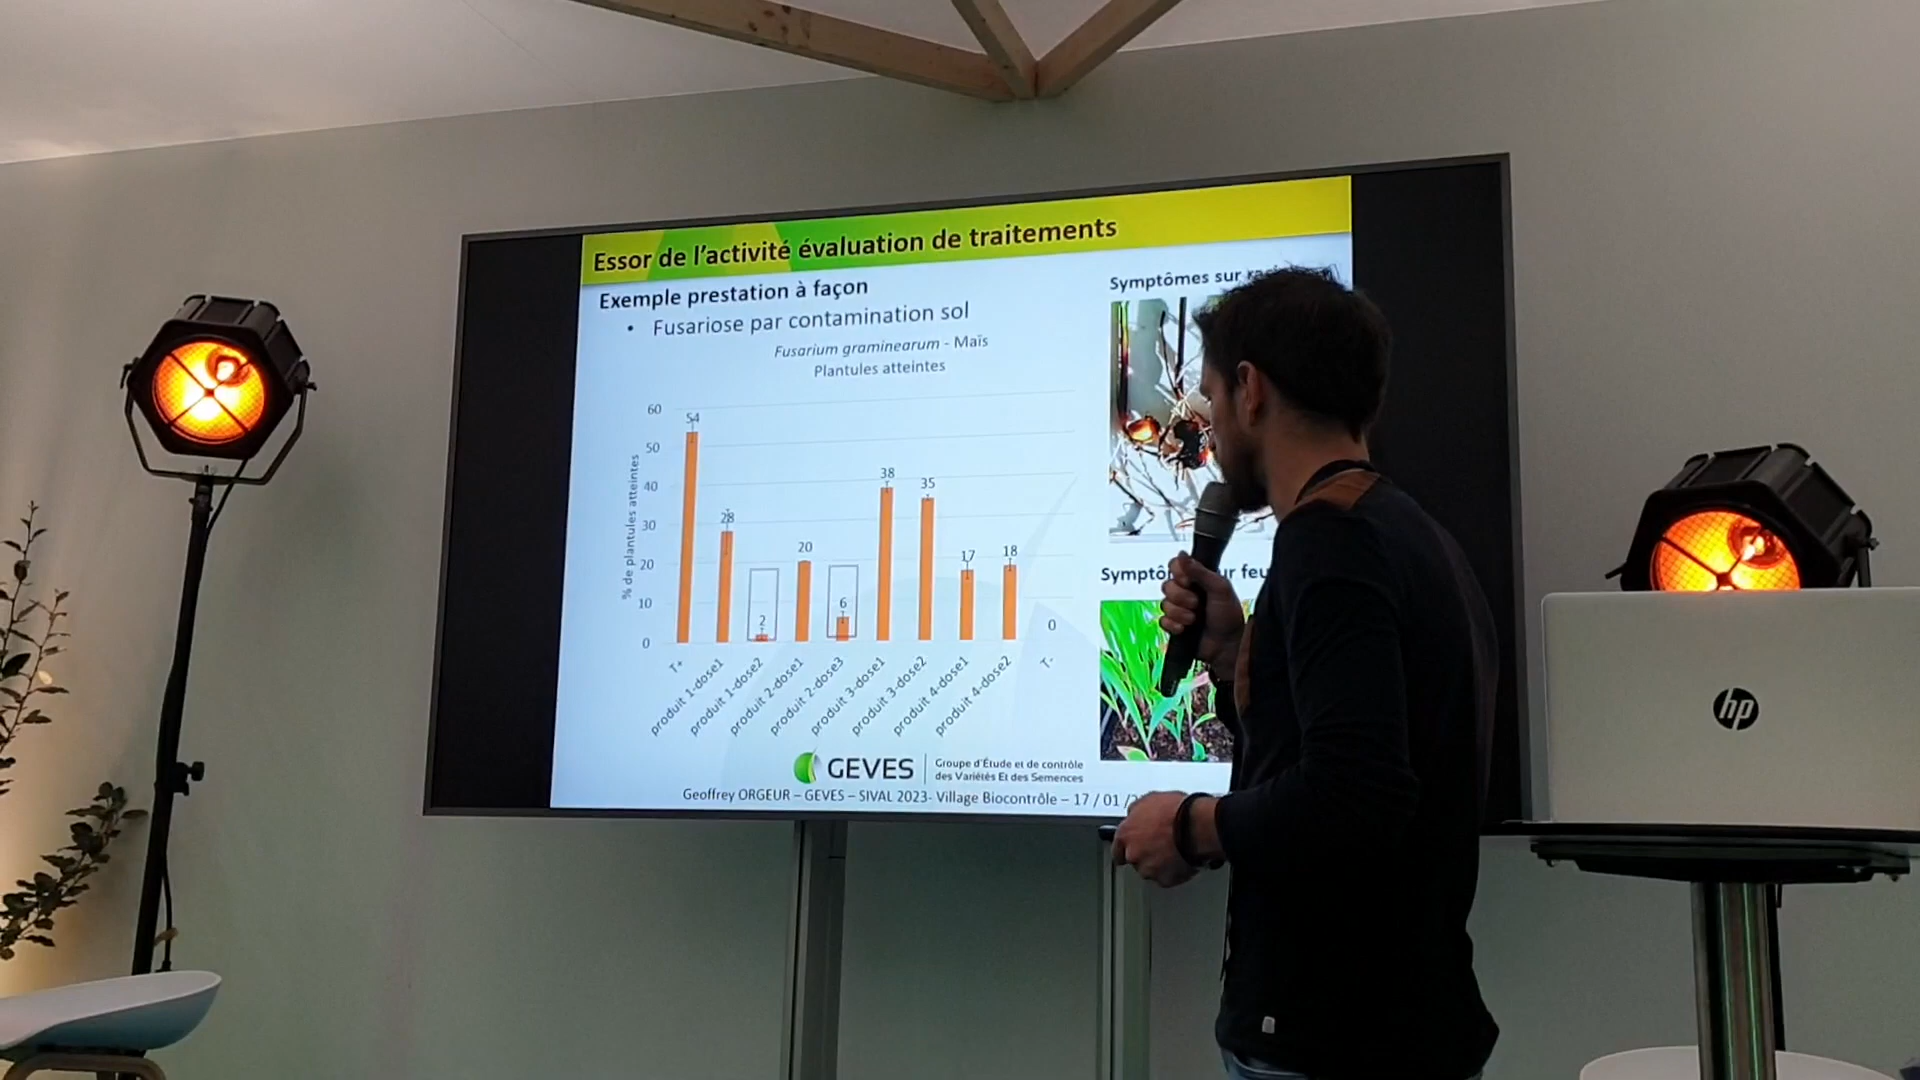 Essor de l'activité évaluation de traitements
Exemple prestation à façon
• Fusariose par contamination sol
Fusarium graminearum - Maïs
Plantules atteintes
% de plantules atteintes
60
50
40
30
20
10
0
54
28
2
20
6
38
35
17
18
0
T+
produit 1-dose1
produit 1-dose2
produit 2-dose1
produit 2-dose3
produit 3-dose1
produit 3-dose2
produit 4-dose1
produit 4-dose2
T-
Symptômes sur
GEVES
Groupe d'Étude et de contrôle
des Variétés Et des Semences
Geoffrey ORGEUR – GEVES – SIVAL 2023- Village Biocontrôle – 17 / 01 /
hp